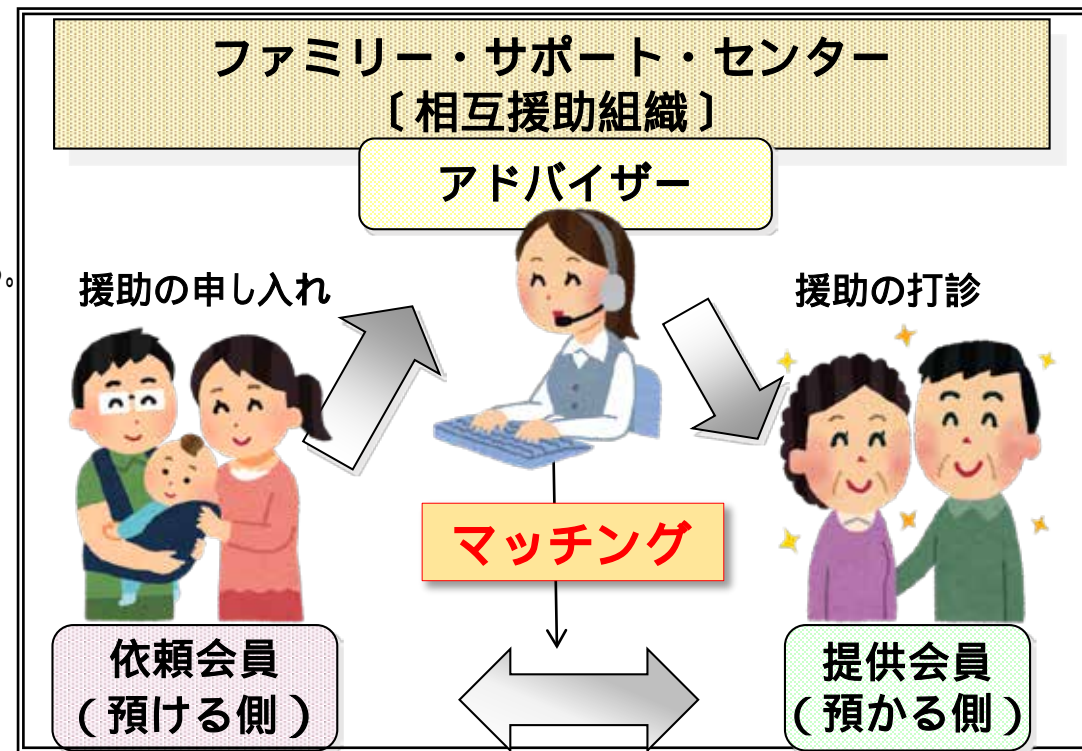 ファミリー・サポート・センター
〔相互援助組織〕
アドバイザー
援助の申し入れ
援助の打診
。
マッチング
依頼会員
(預ける側)
提供会員
(預かる側)